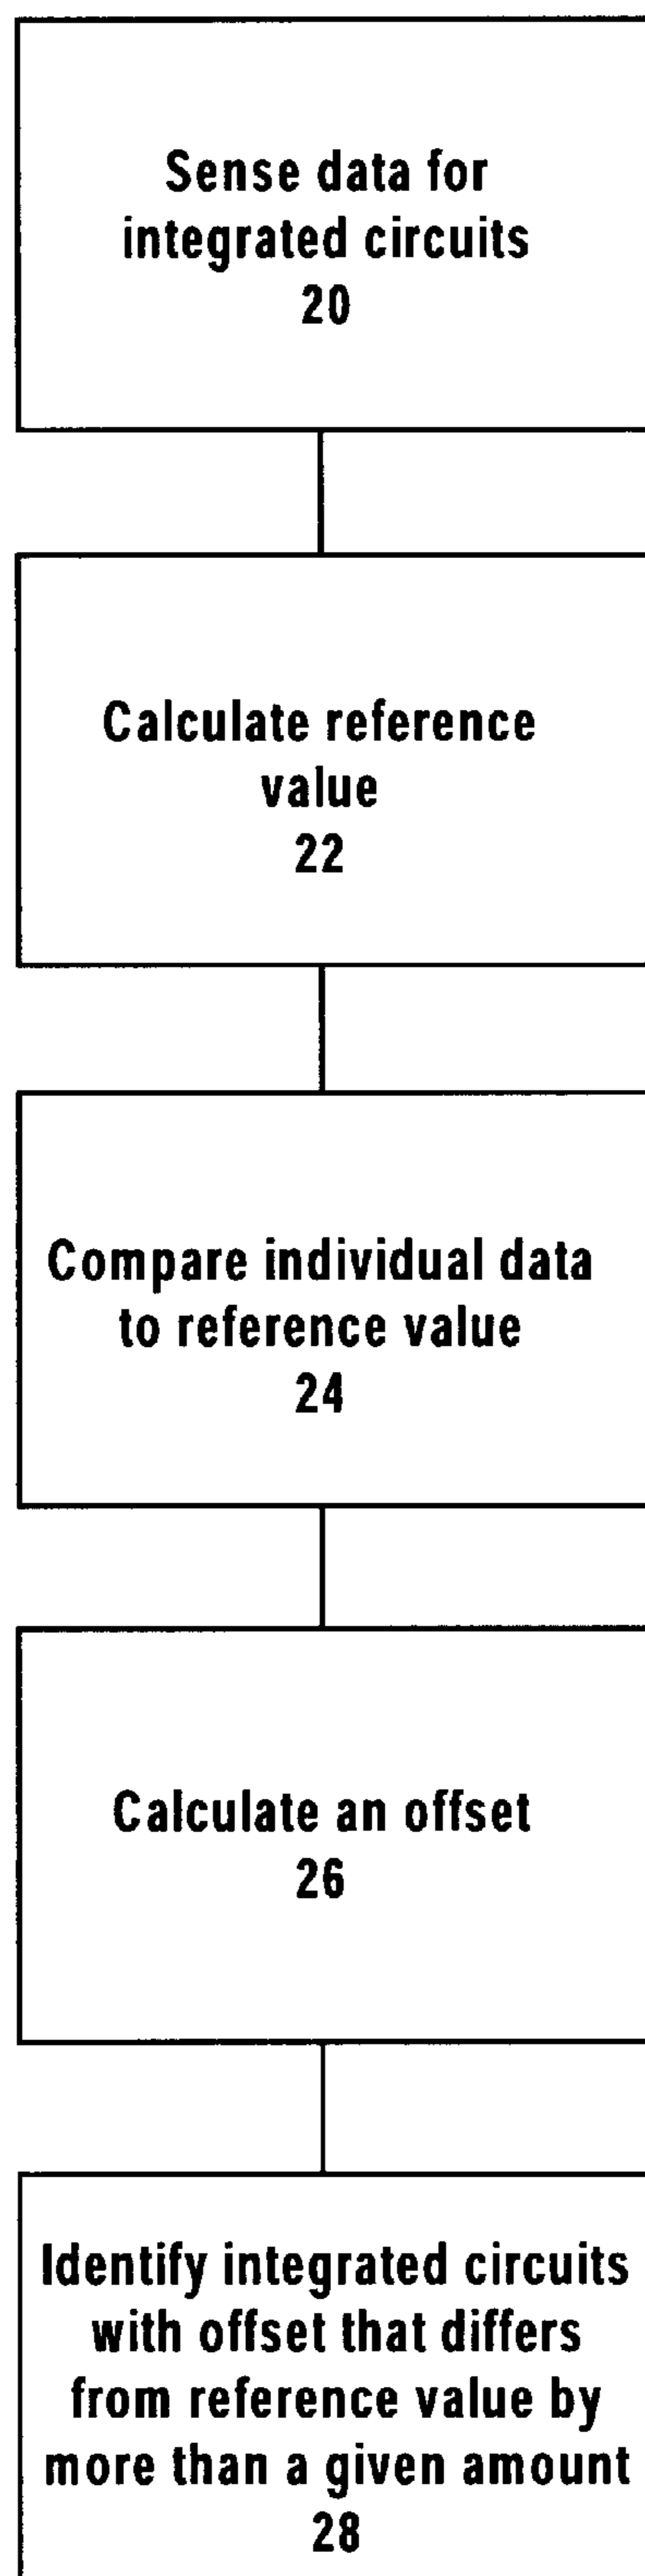 Sense data for
integrated circuits
20
Calculate reference
value
22
Compare individual data
to reference value
24
Calculate an offset
26
Identify integrated circuits
with offset that differs
from reference value by
more than a given amount
28